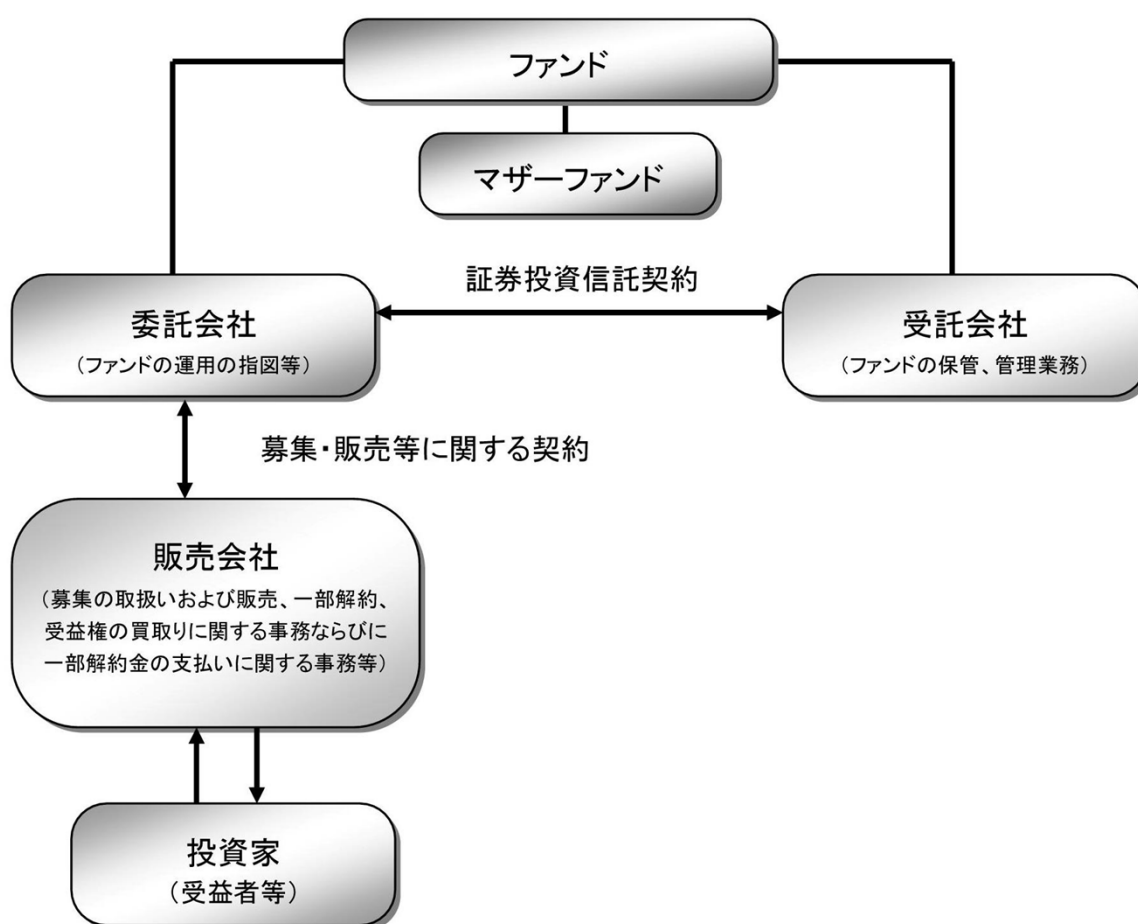 ファンド
マザーファンド
証券投資信託契約
委託会社
(ファンドの運用の指図等)
受託会社
(ファンドの保管、管理業務)
募集・販売等に関する契約
販売会社
(募集の取扱いおよび販売、一部解約、
受益権の買取りに関する事務ならびに
一部解約金の支払いに関する事務等)
投資家
(受益者等)